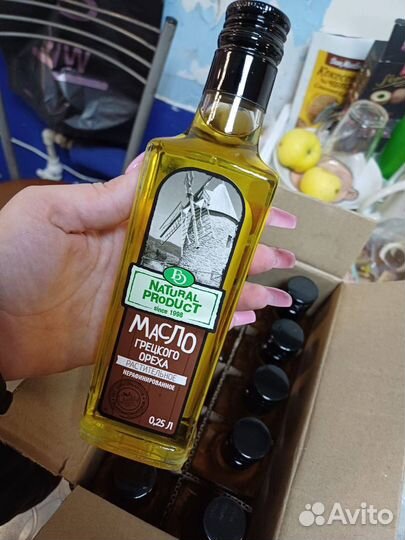 NATURAL
PRODUCT
since 1998
МАСЛО
ГРЕЦКОГО
ОРЕХА
РАСТИТЕЛЬНОЕ
НЕРАФИНИРОВАННОЕ
0,25 Л
Avito